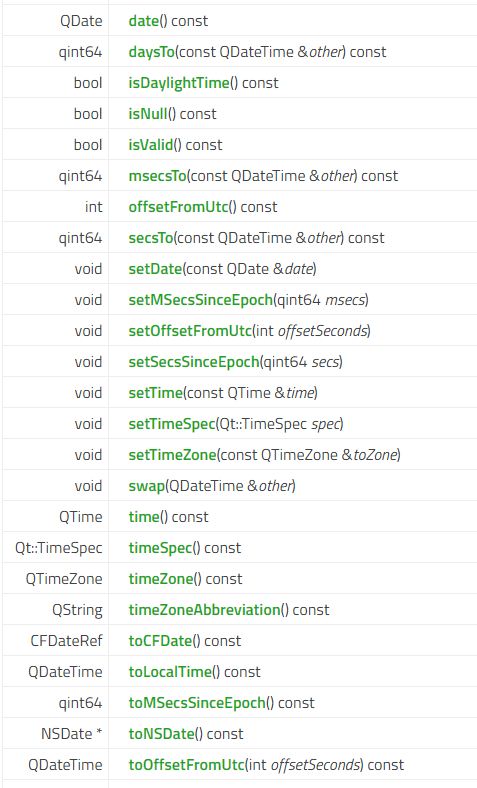 QDate date() const
qint64 daysTo(const QDateTime &other) const
bool isDaylightTime() const
bool isNull() const
bool isValid() const
qint64 msecsTo(const QDateTime &other) const
int offsetFromUtc() const
qint64 secsTo(const QDateTime &other) const
void setDate(const QDate &date)
void setMSecsSinceEpoch(qint64 msecs)
void setOffsetFromUtc(int offsetSeconds)
void setSecsSinceEpoch(qint64 secs)
void setTime(const QTime &time)
void setTimeSpec(Qt::TimeSpec spec)
void setTimeZone(const QTimeZone &toZone)
void swap(QDateTime &other)
QTime time() const
Qt::TimeSpec timeSpec() const
QTimeZone timeZone() const
QString timeZoneAbbreviation() const
CFDateRef toCFDate() const
QDateTime toLocalTime() const
qint64 toMSecsSinceEpoch() const
NSDate * toNSDate() const
QDateTime toOffsetFromUtc(int offsetSeconds) const